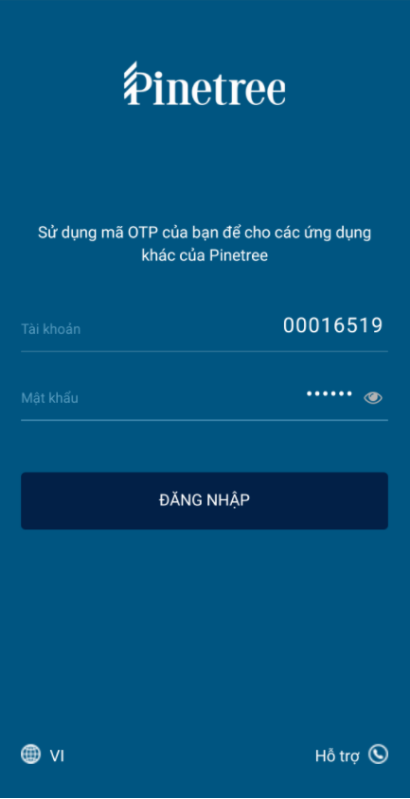 Pinetree
Sử dụng mã OTP của bạn để cho các ứng dụng
khác của Pinetree
Tài khoản 00016519
Mật khẩu ••••••
ĐĂNG NHẬP
VI Hỗ trợ